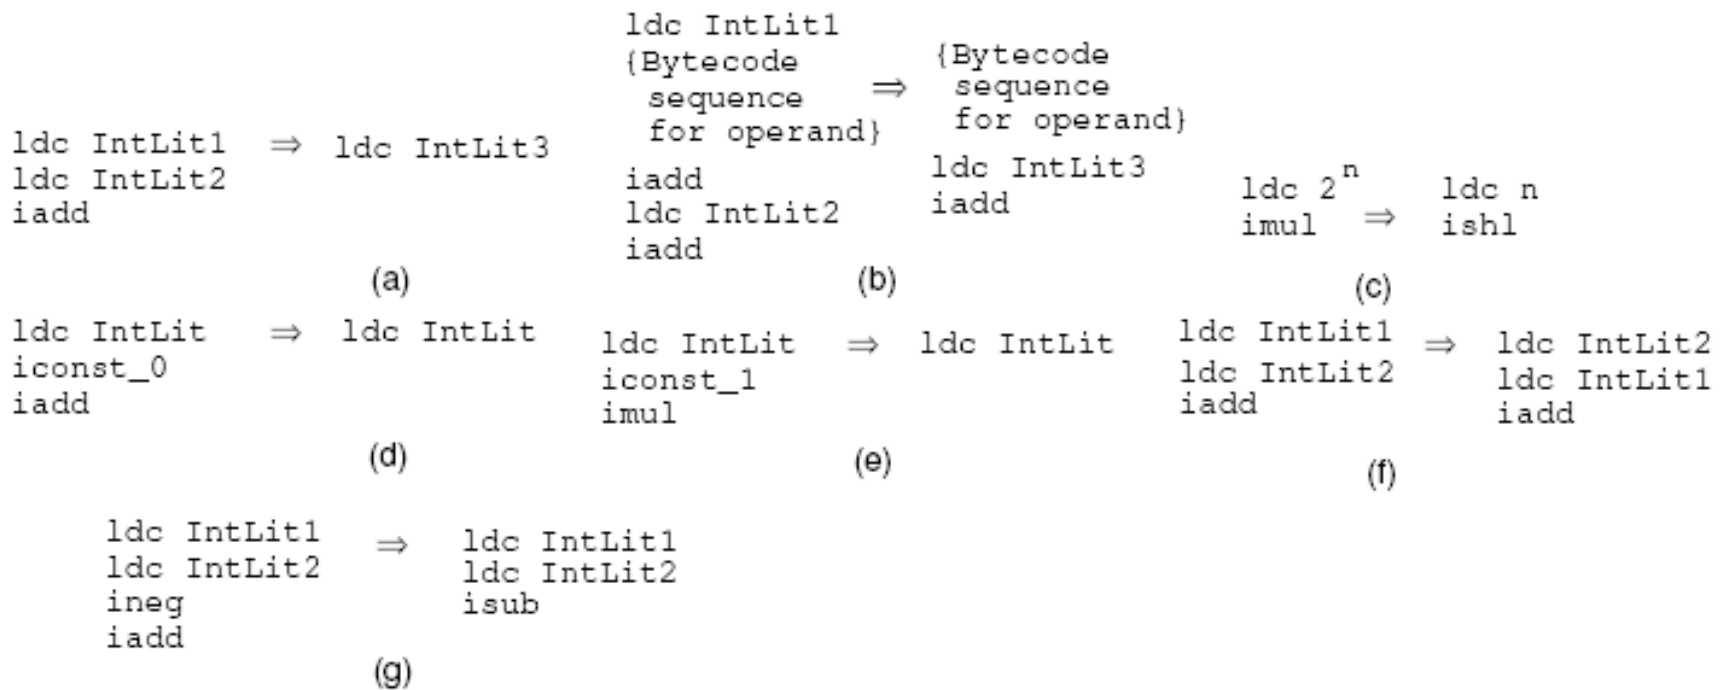 ldc IntLit1 ⇒ ldc IntLit3
ldc IntLit2
iadd
(a)
ldc IntLit1
{Bytecode
sequence
for operand}
iadd
ldc IntLit2
iadd
⇒
{Bytecode
sequence
for operand}
ldc IntLit3
iadd
(b)
ldc 2^n
imul
⇒
ldc n
ishl
(c)
ldc IntLit ⇒ ldc IntLit
iconst_0
iadd
(d)
ldc IntLit ⇒ ldc IntLit
iconst_1
imul
(e)
ldc IntLit1
ldc IntLit2
iadd
⇒
ldc IntLit2
ldc IntLit1
iadd
(f)
ldc IntLit1
ldc IntLit2
ineg
iadd
⇒
ldc IntLit1
ldc IntLit2
isub
(g)